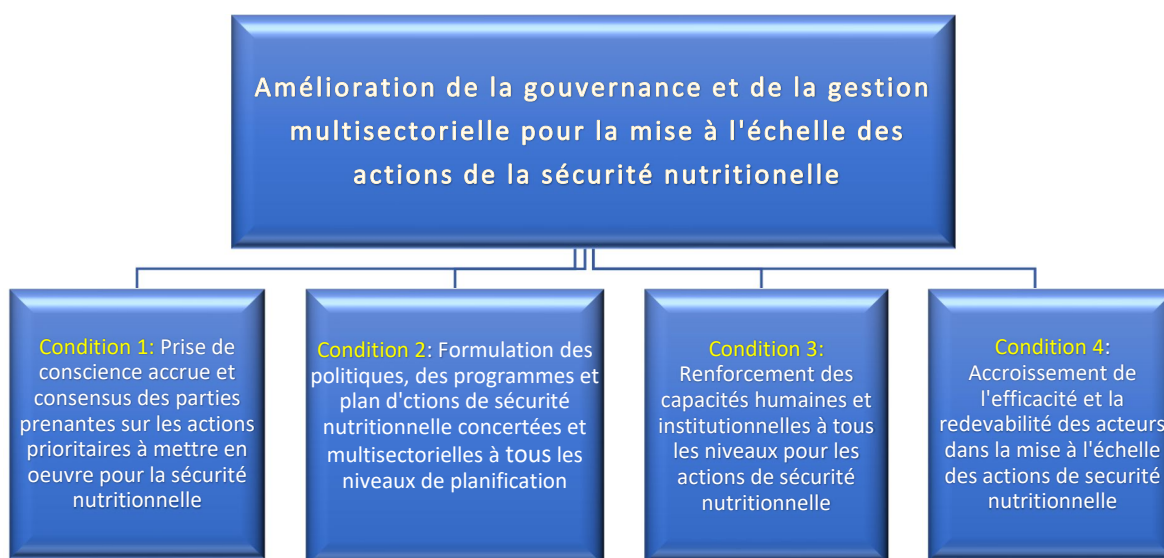 Amélioration de la gouvernance et de la gestion
multisectorielle pour la mise à l'échelle des
actions de la sécurité nutritionelle
Condition 1: Prise de
conscience accrue et
consensus des parties
prenantes sur les actions
prioritaires à mettre en
oeuvre pour la sécurité
nutritionnelle
Condition 2: Formulation des
politiques, des programmes et
plan d'ctions de sécurité
nutritionnelle concertées et
multisectorielles à tous les
niveaux de planification
Condition 3:
Renforcement des
capacités humaines et
institutionnelles à tous
les niveaux pour les
actions de sécurité
nutritionnelle
Condition 4:
Accroissement de
l'efficacité et la
redevabilité des acteurs
dans la mise à l'échelle
des actions de securité
nutritionnelle